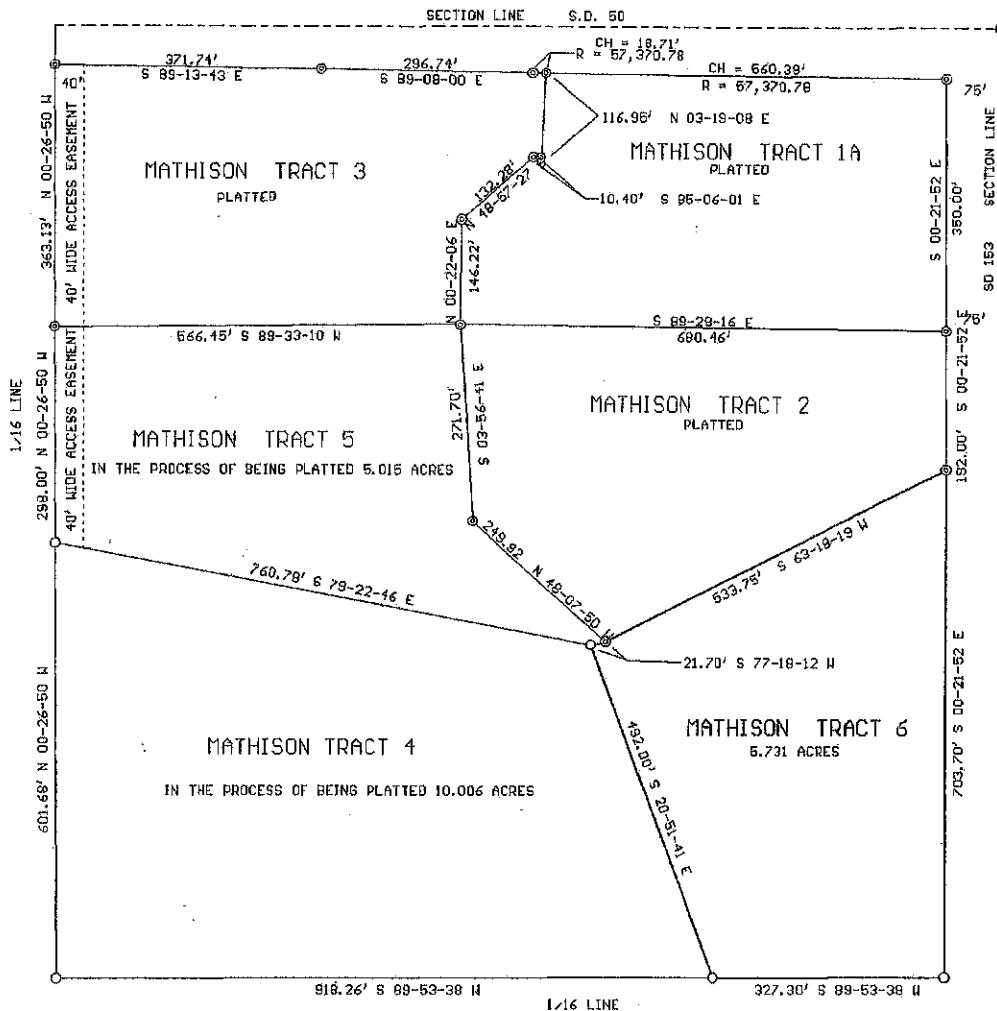 SECTION LINE S.D. 50
CH = 18.71'
R = 57,370.78
371.74'
S 89-13-43 E
296.74'
S 89-08-00 E
CH = 560.39'
R = 57,370.78
40'
75'
116.96' N 03-19-08 E
MATHISON TRACT 3
PLATTED
MATHISON TRACT 1A
PLATTED
10.40' S 85-06-01 E
132.28'
N 48-57-27
N 00-22-06 E
146.22'
363.13' N 00-26-50 W
40' WIDE ACCESS EASEMENT
S 00-21-52 E
350.00'
SD 153 SECTION LINE
566.45' S 89-33-10 W
S 89-29-16 E
680.46'
75'
1/16 LINE
298.00' N 00-26-50 W
40' WIDE ACCESS EASEMENT
271.70'
S 03-56-41 E
MATHISON TRACT 2
PLATTED
192.00' S 00-21-52 E
MATHISON TRACT 5
IN THE PROCESS OF BEING PLATTED 5.015 ACRES
249.92 N 48-07-50 W
533.75' S 63-18-19 W
760.78' S 79-22-46 E
21.70' S 77-18-12 W
601.68' N 00-26-50 W
703.70' S 00-21-52 E
MATHISON TRACT 4
IN THE PROCESS OF BEING PLATTED 10.006 ACRES
492.00' S 20-51-41 E
MATHISON TRACT 6
5.731 ACRES
918.26' S 89-53-38 W
327.30' S 89-53-38 W
1/16 LINE